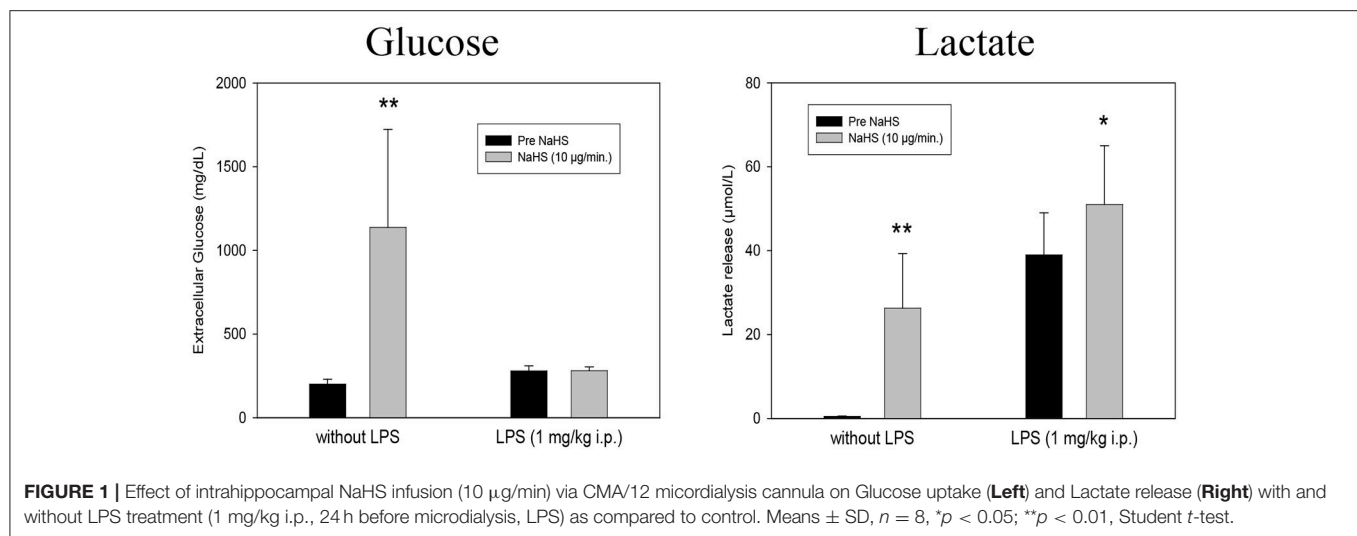 Glucose
Extracellular Glucose (mg/dL)
2000
1500
1000
500
0
**
Pre NaHS
NaHS (10 µg/min.)
without LPS
LPS (1 mg/kg i.p.)
Lactate
Lactate release (µmol/L)
80
60
40
20
0
Pre NaHS
NaHS (10 µg/min.)
**
*
without LPS
LPS (1 mg/kg i.p.)
FIGURE 1 | Effect of intrahippocampal NaHS infusion (10 µg/min) via CMA/12 micordialysis cannula on Glucose uptake (Left) and Lactate release (Right) with and
without LPS treatment (1 mg/kg i.p., 24 h before microdialysis, LPS) as compared to control. Means ± SD, n = 8, *p < 0.05; **p < 0.01, Student t-test.